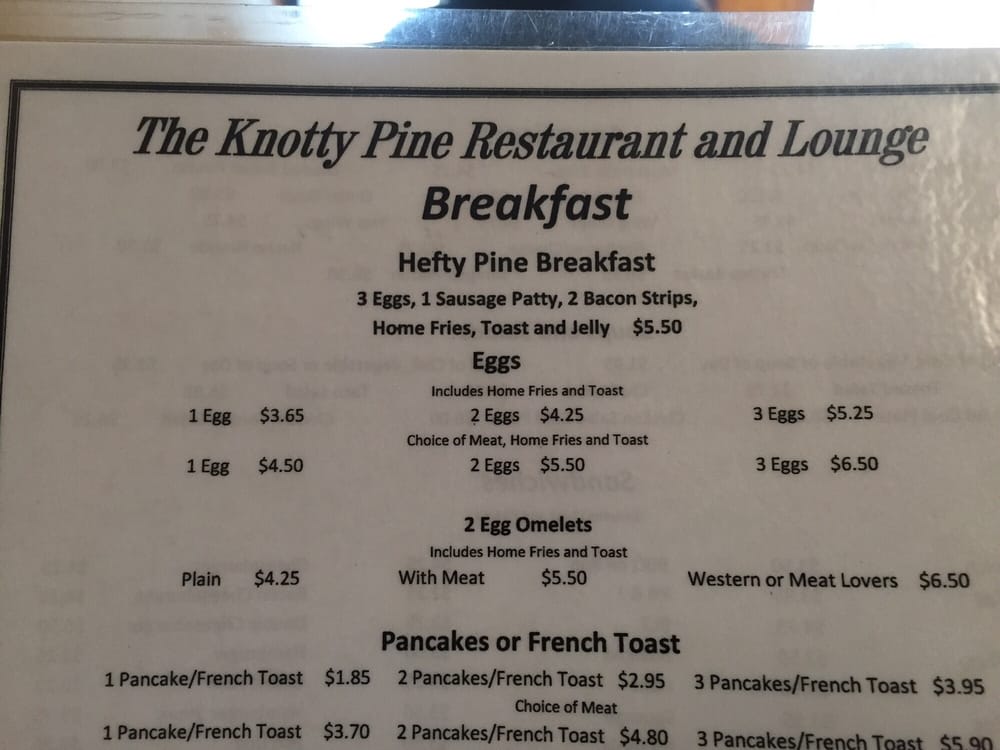 The Knotty Pine Restaurant and Lounge
Breakfast
Hefty Pine Breakfast
3 Eggs, 1 Sausage Patty, 2 Bacon Strips,
Home Fries, Toast and Jelly $5.50
Eggs
Includes Home Fries and Toast
1 Egg $3.65 2 Eggs $4.25 3 Eggs $5.25
Choice of Meat, Home Fries and Toast
1 Egg $4.50 2 Eggs $5.50 3 Eggs $6.50
2 Egg Omelets
Includes Home Fries and Toast
Plain $4.25 With Meat $5.50 Western or Meat Lovers $6.50
Pancakes or French Toast
1 Pancake/French Toast $1.85 2 Pancakes/French Toast $2.95 3 Pancakes/French Toast $3.95
Choice of Meat
1 Pancake/French Toast $3.70 2 Pancakes/French Toast $4.80 3 Pancakes/French Toast $5.90